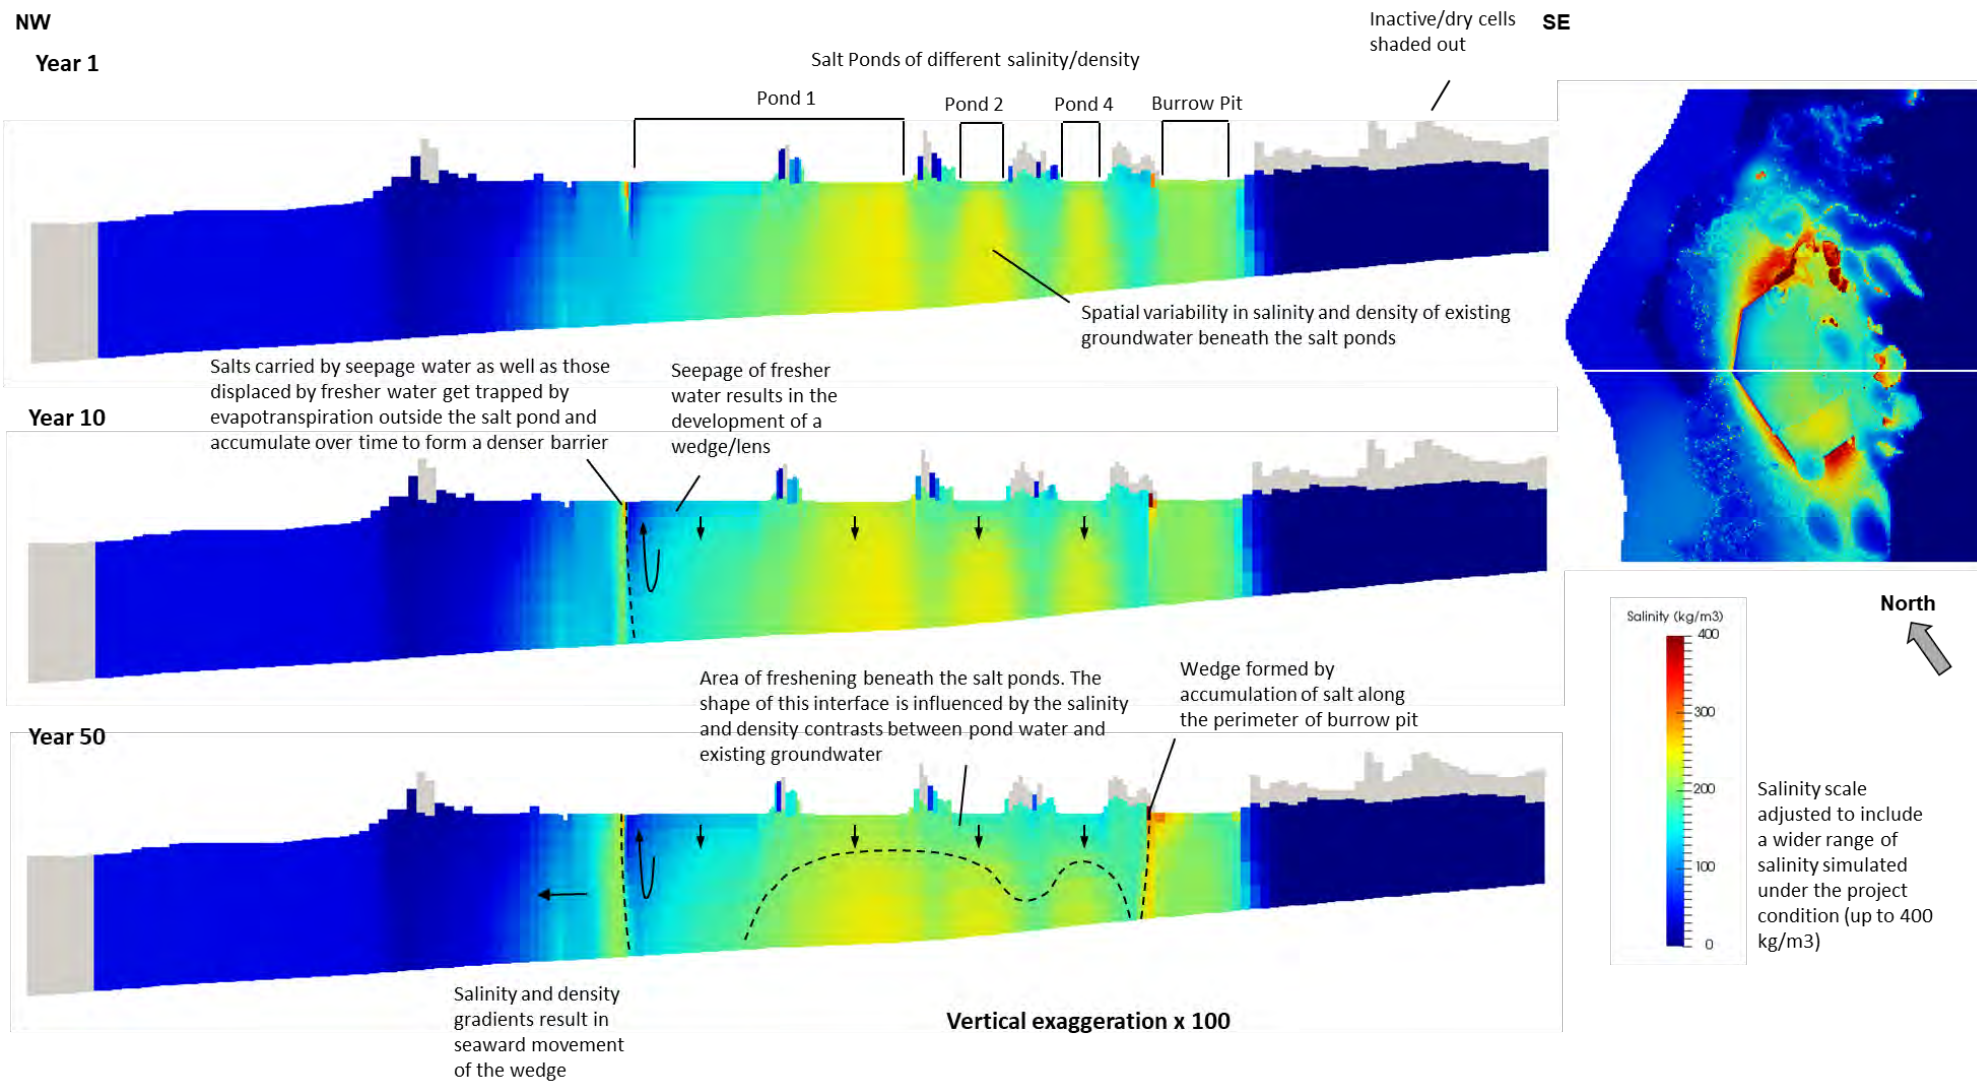 NW
Year 1
Salt Ponds of different salinity/density
Pond 1
Pond 2
Pond 4
Burrow Pit
Inactive/dry cells
shaded out
SE
Spatial variability in salinity and density of existing
groundwater beneath the salt ponds
Year 10
Salts carried by seepage water as well as those
displaced by fresher water get trapped by
evapotranspiration outside the salt pond and
accumulate over time to form a denser barrier
Seepage of fresher
water results in the
development of a
wedge/lens
North
Salinity (kg/m3)
400
300
200
100
0
Salinity scale
adjusted to include
a wider range of
salinity simulated
under the project
condition (up to 400
kg/m3)
Year 50
Area of freshening beneath the salt ponds. The
shape of this interface is influenced by the salinity
and density contrasts between pond water and
existing groundwater
Wedge formed by
accumulation of salt along
the perimeter of burrow pit
Salinity and density
gradients result in
seaward movement
of the wedge
Vertical exaggeration x 100